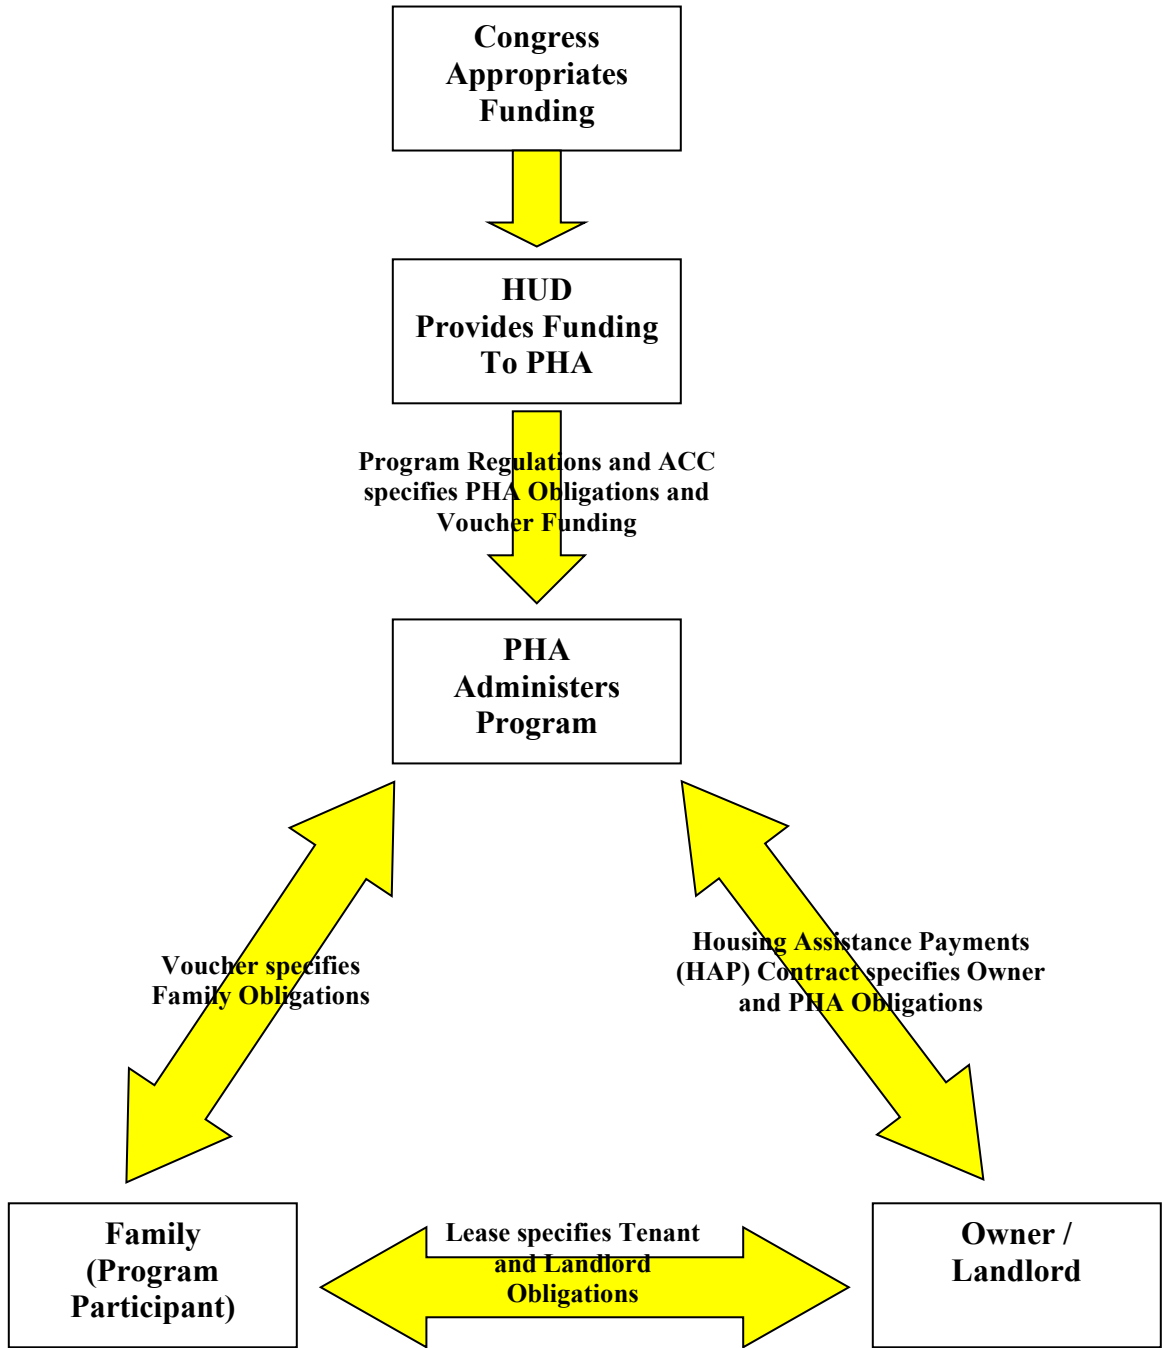 Congress
Appropriates
Funding
HUD
Provides Funding
To PHA
Program Regulations and ACC
specifies PHA Obligations and
Voucher Funding
PHA
Administers
Program
Voucher specifies
Family Obligations
Housing Assistance Payments
(HAP) Contract specifies Owner
and PHA Obligations
Family
(Program
Participant)
Lease specifies Tenant
and Landlord
Obligations
Owner /
Landlord